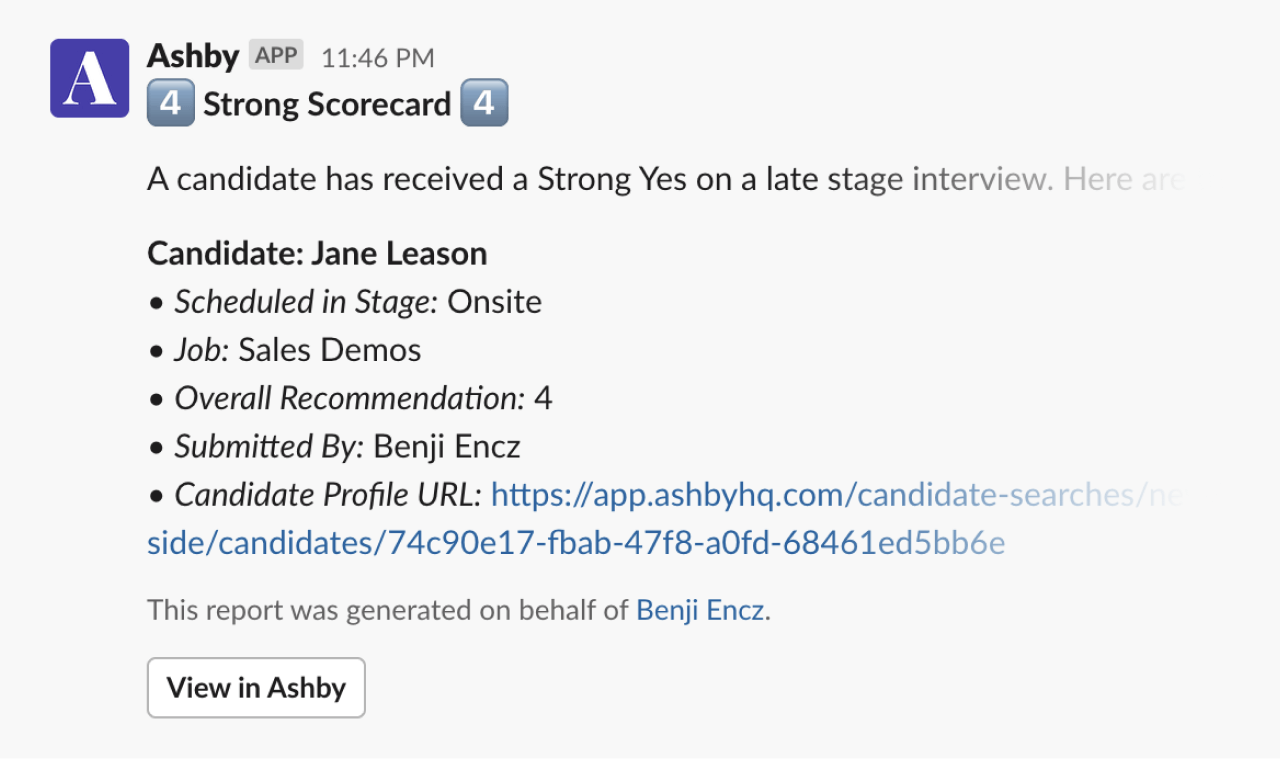 A
Ashby APP 11:46 PM
4 Strong Scorecard 4
A candidate has received a Strong Yes on a late stage interview. Here are
Candidate: Jane Leason
• Scheduled in Stage: Onsite
• Job: Sales Demos
• Overall Recommendation: 4
• Submitted By: Benji Encz
• Candidate Profile URL: https://app.ashbyhq.com/candidate-searches/ne
side/candidates/74c90e17-fbab-47f8-a0fd-68461ed5bb6e
This report was generated on behalf of Benji Encz.
View in Ashby